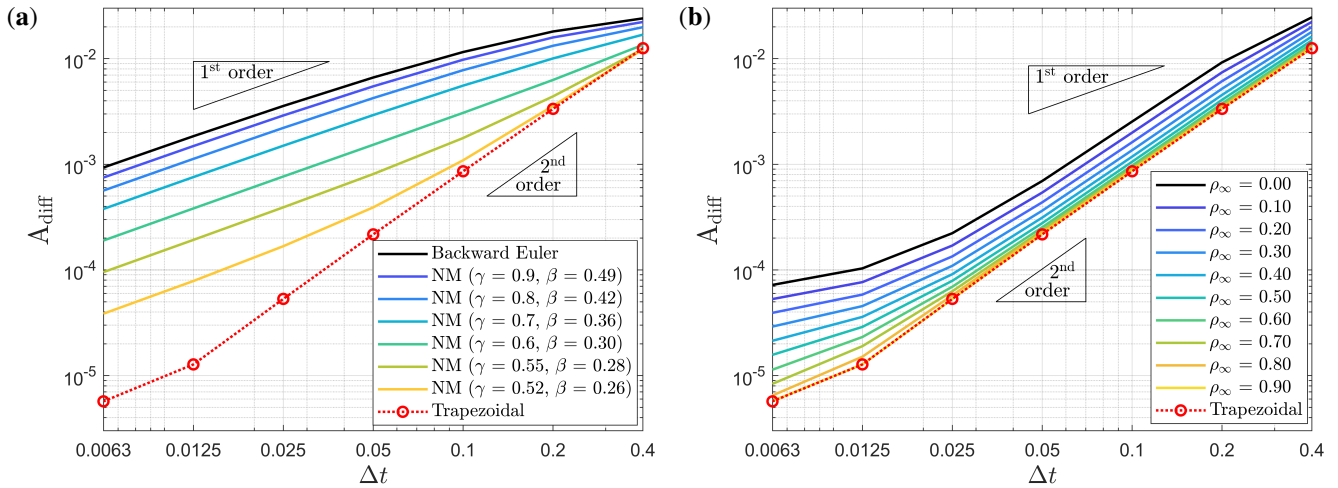 (a)
10^-2
10^-3
10^-4
10^-5
A_diff
1st order
2nd
order
Backward Euler
NM (γ = 0.9, β = 0.49)
NM (γ = 0.8, β = 0.42)
NM (γ = 0.7, β = 0.36)
NM (γ = 0.6, β = 0.30)
NM (γ = 0.55, β = 0.28)
NM (γ = 0.52, β = 0.26)
Trapezoidal
0.0063 0.0125 0.025 0.05 0.1 0.2 0.4
Δt
(b)
10^-2
10^-3
10^-4
10^-5
A_diff
1st order
2nd
order
ρ∞ = 0.00
ρ∞ = 0.10
ρ∞ = 0.20
ρ∞ = 0.30
ρ∞ = 0.40
ρ∞ = 0.50
ρ∞ = 0.60
ρ∞ = 0.70
ρ∞ = 0.80
ρ∞ = 0.90
Trapezoidal
0.0063 0.0125 0.025 0.05 0.1 0.2 0.4
Δt